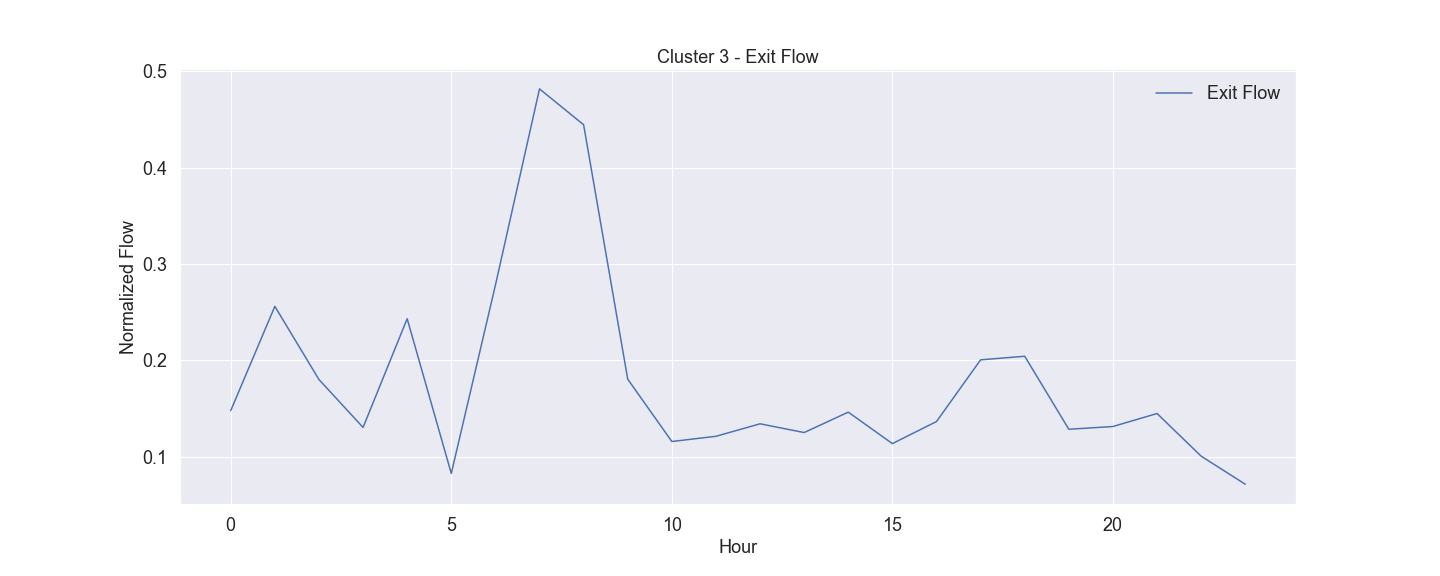 Cluster 3 - Exit Flow
Exit Flow
Normalized Flow
0.5
0.4
0.3
0.2
0.1
0 5 10 15 20
Hour